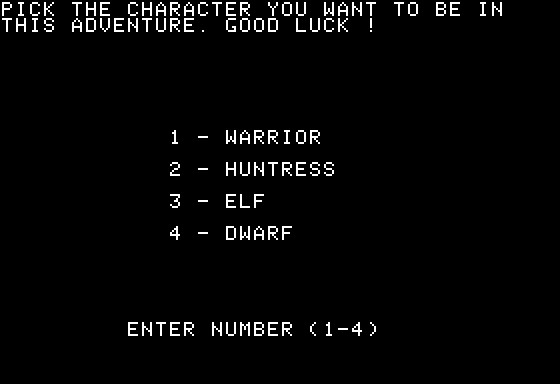 PICK THE CHARACTER YOU WANT TO BE IN
THIS ADVENTURE. GOOD LUCK !
1 - WARRIOR
2 - HUNTRESS
3 - ELF
4 - DWARF
ENTER NUMBER (1-4)